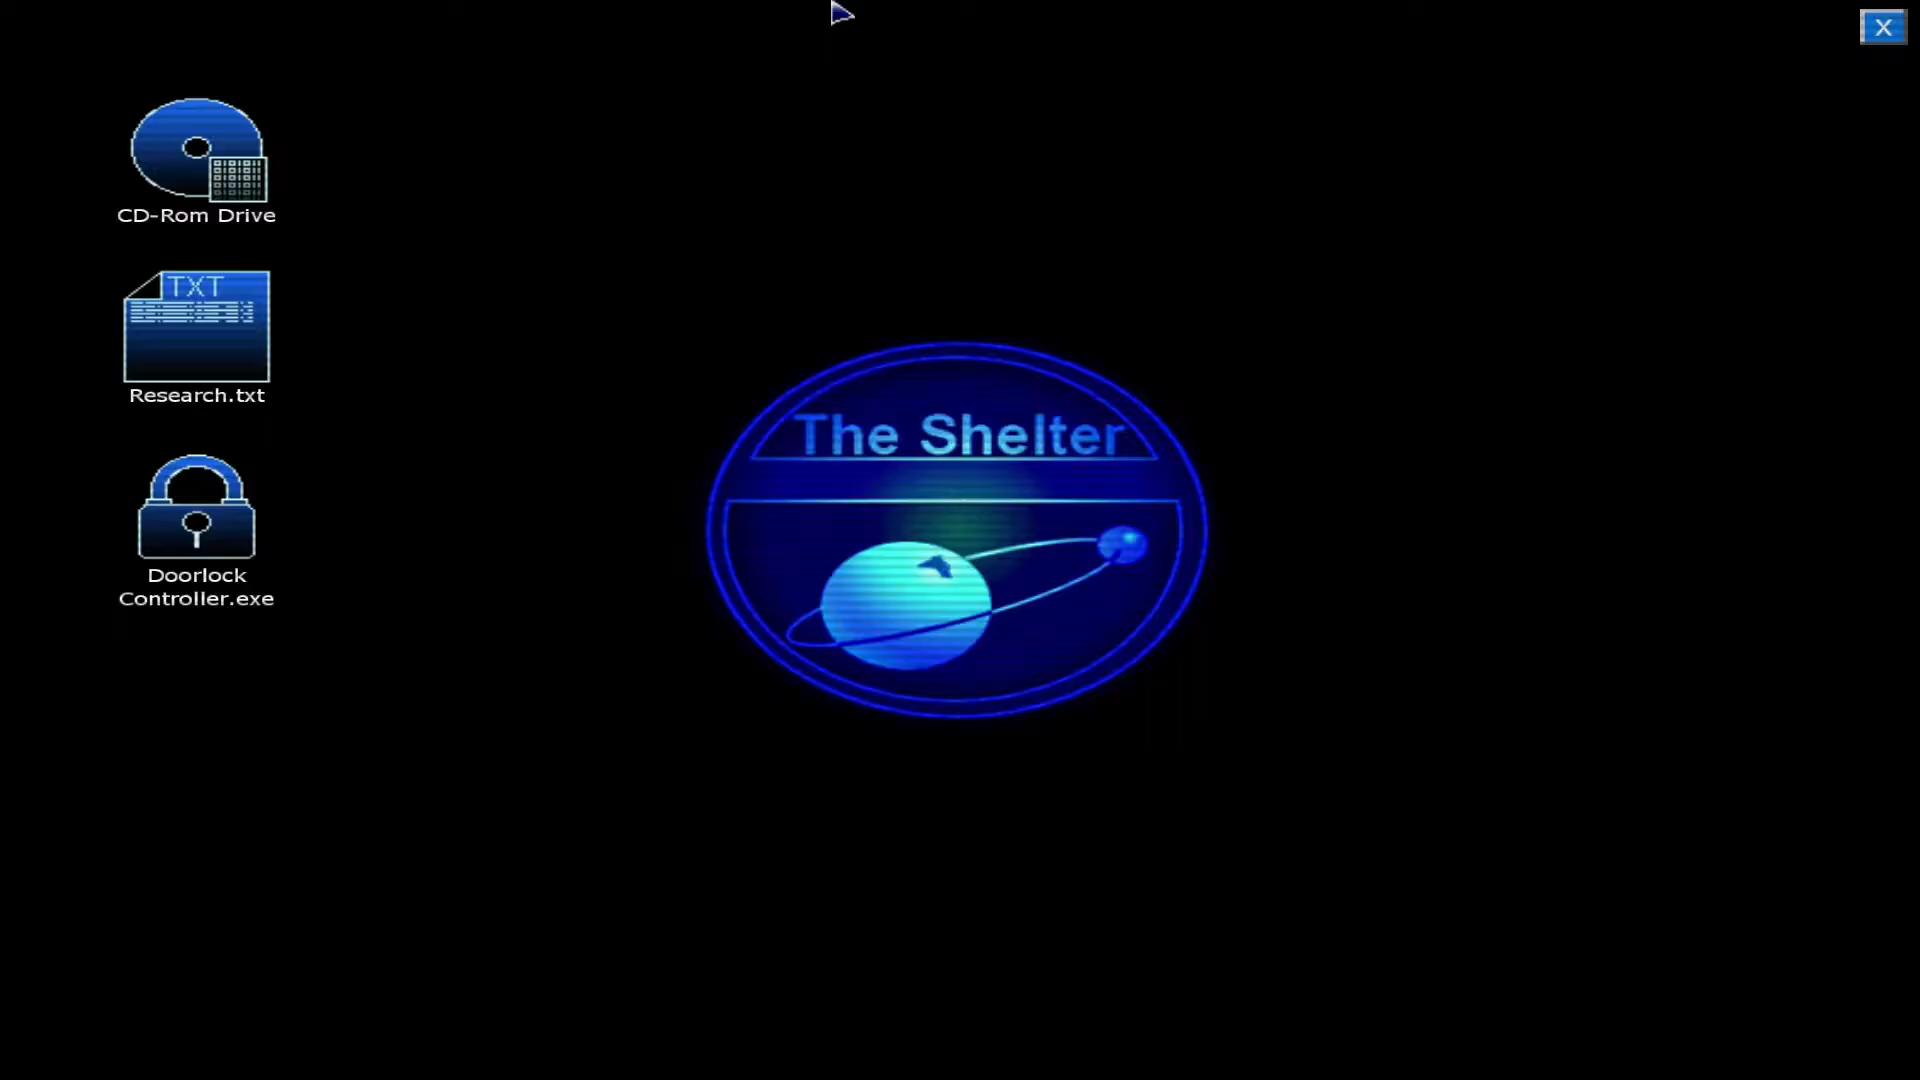 X
CD-Rom Drive
TXT
Research.txt
The Shelter
Doorlock
Controller.exe